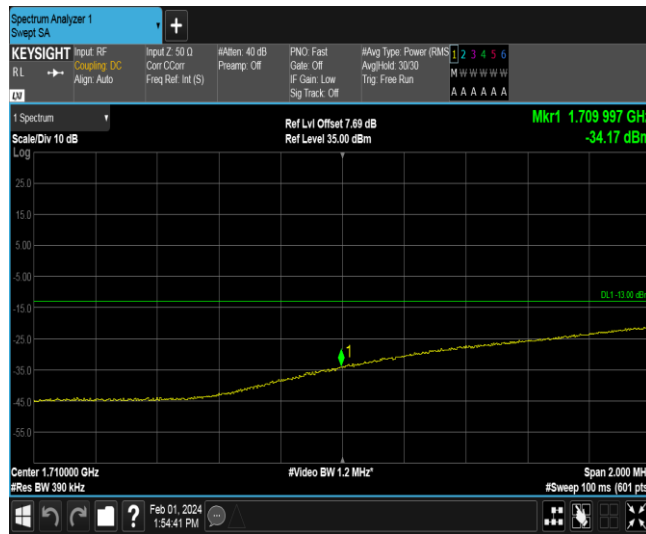 Spectrum Analyzer 1
Swept SA
KEYSIGHT
RL
LXI
Input: RF
Coupling: DC
Align: Auto
Input Z: 50 Ω
Corr CCorr
Freq Ref: Int (S)
#Atten: 40 dB
Preamp: Off
PNO: Fast
Gate: Off
IF Gain: Low
Sig Track: Off
#Avg Type: Power (RMS
Avg|Hold: 30/30
Trig: Free Run
1 2 3 4 5 6
M W W W W W
A A A A A A
1 Spectrum
Scale/Div 10 dB
Log
Ref Lvl Offset 7.69 dB
Ref Level 35.00 dBm
Mkr1 1.709 997 GHz
-34.17 dBm
25.0
15.0
5.00
-5.00
-15.0
-25.0
-35.0
-45.0
-55.0
DL1 -13.00 dBm
1
Center 1.710000 GHz
#Res BW 390 kHz
#Video BW 1.2 MHz*
Span 2.000 MH
#Sweep 100 ms (601 pts
?
Feb 01, 2024
1:54:41 PM